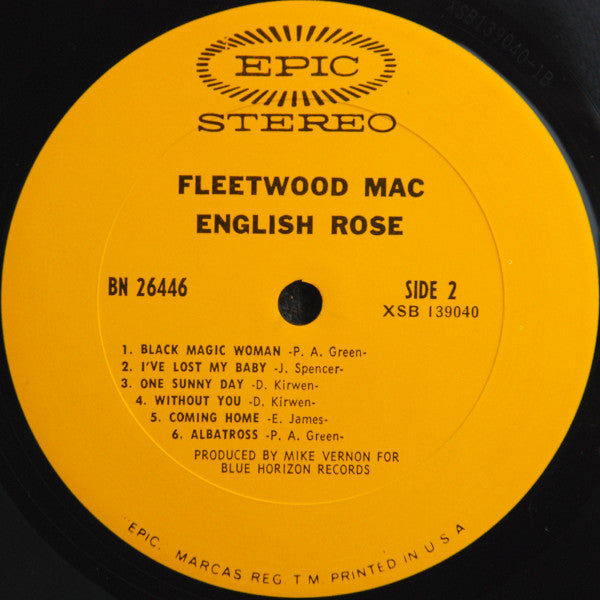 XSB139040-1B
EPIC
STEREO
FLEETWOOD MAC
ENGLISH ROSE
BN 26446
SIDE 2
XSB 139040
1. BLACK MAGIC WOMAN -P. A. Green-
2. I'VE LOST MY BABY -J. Spencer-
3. ONE SUNNY DAY -D. Kirwen-
4. WITHOUT YOU -D. Kirwen-
5. COMING HOME -E. James-
6. ALBATROSS -P. A. Green-
PRODUCED BY MIKE VERNON FOR
BLUE HORIZON RECORDS
"EPIC, MARCAS REG T M PRINTED IN U S A